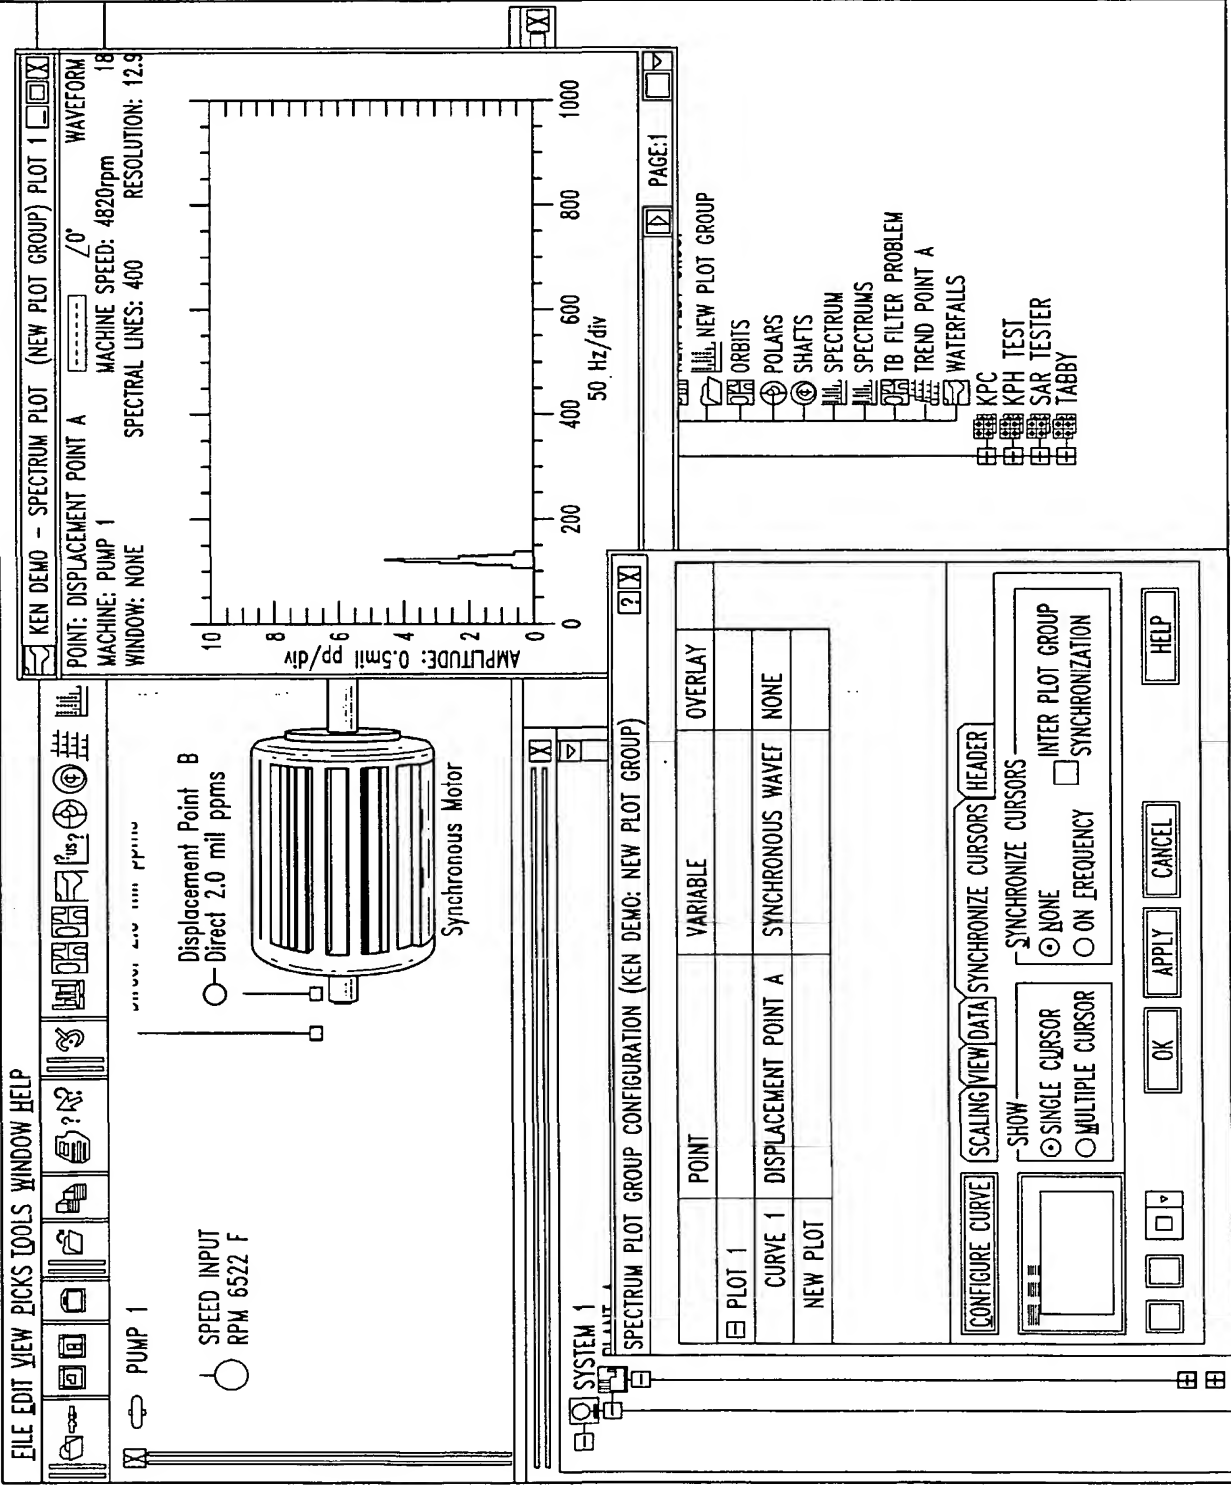 FILE EDIT VIEW PICKS TOOLS WINDOW HELP
PUMP 1
SPEED INPUT
RPM 6522 F
Displacement Point B
Direct 2.0 mil ppms
Synchronous Motor
KEN DEMO - SPECTRUM PLOT (NEW PLOT GROUP) PLOT 1
POINT: DISPLACEMENT POINT A /0° WAVEFORM
MACHINE: PUMP 1 MACHINE SPEED: 4820rpm 18
WINDOW: NONE SPECTRAL LINES: 400 RESOLUTION: 12.9
AMPLITUDE: 0.5mil pp/div
10
8
6
4
2
0
0 200 400 600 800 1000
50 Hz/div
PAGE:1
NEW PLOT GROUP
ORBITS
POLARS
SHAFTS
SPECTRUM
SPECTRUMS
TB FILTER PROBLEM
TREND POINT A
WATERFALLS
KPC
KPH TEST
SAR TESTER
TABBY
SYSTEM 1
SPECTRUM PLOT GROUP CONFIGURATION (KEN DEMO: NEW PLOT GROUP)
POINT VARIABLE OVERLAY
PLOT 1
CURVE 1 DISPLACEMENT POINT A SYNCHRONOUS WAVEF NONE
NEW PLOT
CONFIGURE CURVE SCALING VIEW DATA SYNCHRONIZE CURSORS HEADER
SHOW
SINGLE CURSOR
MULTIPLE CURSOR
SYNCHRONIZE CURSORS
NONE
ON FREQUENCY
INTER PLOT GROUP
SYNCHRONIZATION
OK APPLY CANCEL HELP